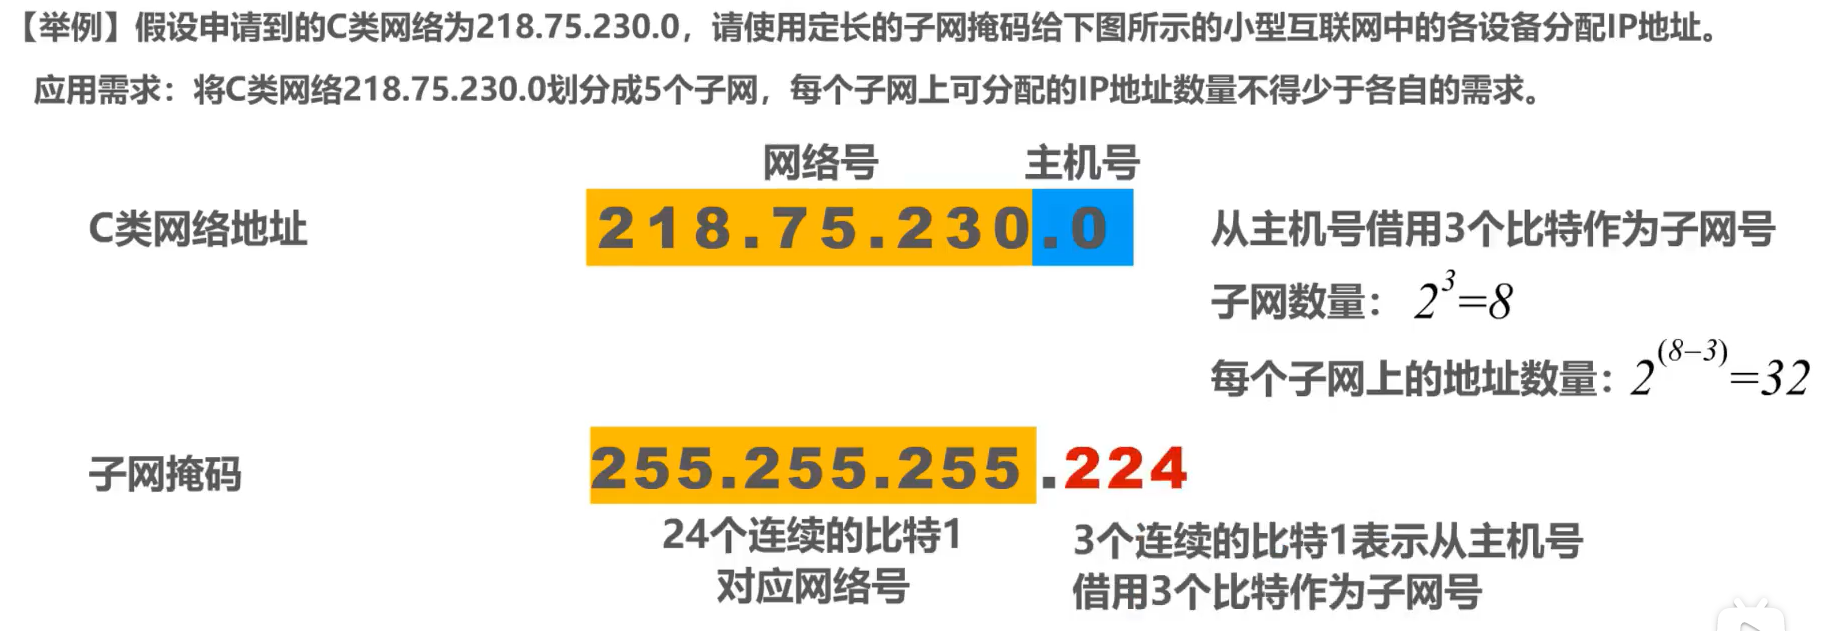 【举例】假设申请到的C类网络为218.75.230.0，请使用定长的子网掩码给下图所示的小型互联网中的各设备分配IP地址。
应用需求：将C类网络218.75.230.0划分成5个子网，每个子网上可分配的IP地址数量不得少于各自的需求。
网络号 主机号
C类网络地址 218.75.230.0 从主机号借用3个比特作为子网号
子网数量： 2^3=8
每个子网上的地址数量：2^(8-3)=32
子网掩码 255.255.255.224
24个连续的比特1 3个连续的比特1表示从主机号
对应网络号 借用3个比特作为子网号